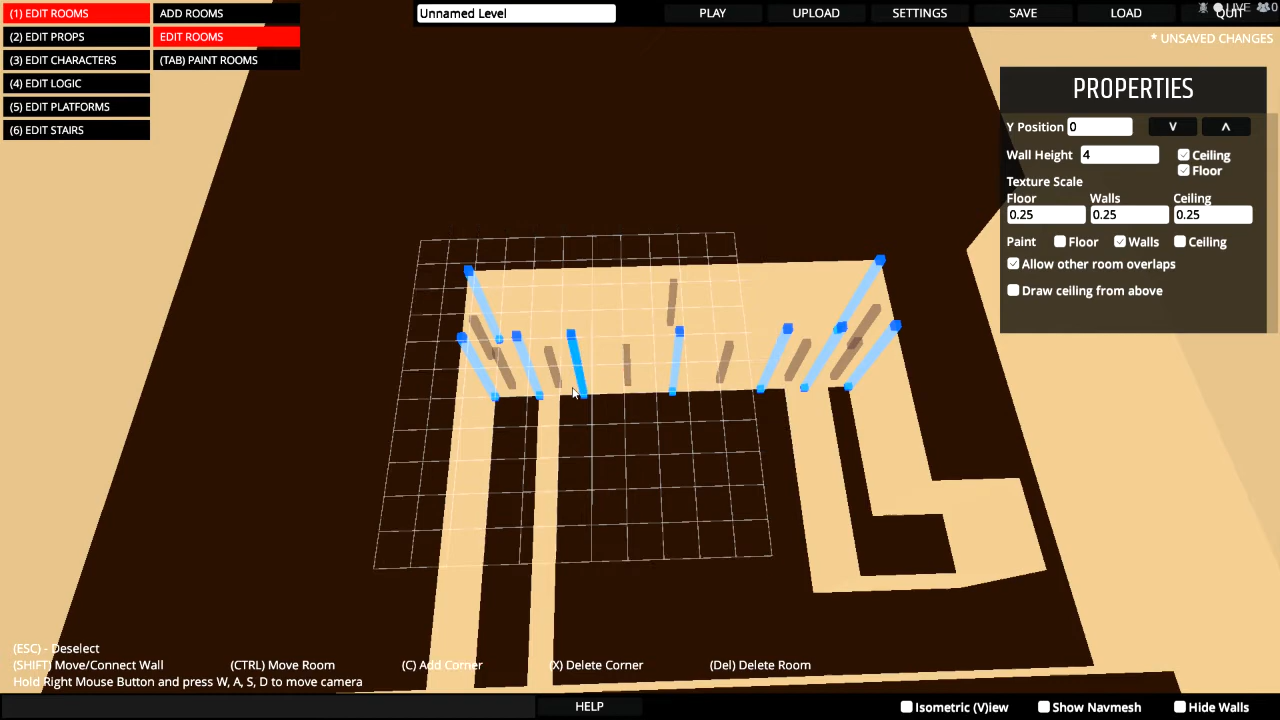 (1) EDIT ROOMS
ADD ROOMS
Unnamed Level
PLAY
UPLOAD
SETTINGS
SAVE
LOAD
QUIT
(2) EDIT PROPS
EDIT ROOMS
* UNSAVED CHANGES
(3) EDIT CHARACTERS
(TAB) PAINT ROOMS
(4) EDIT LOGIC
(5) EDIT PLATFORMS
(6) EDIT STAIRS
PROPERTIES
Y Position 0
V
Wall Height 4
Ceiling
Floor
Texture Scale
Floor
Walls
Ceiling
0.25
0.25
0.25
Paint
Floor
Walls
Ceiling
Allow other room overlaps
Draw ceiling from above
(ESC) - Deselect
(SHIFT) Move/Connect Wall
(CTRL) Move Room
(C) Add Corner
(X) Delete Corner
(Del) Delete Room
Hold Right Mouse Button and press W, A, S, D to move camera
HELP
Isometric (V)iew
Show Navmesh
Hide Walls